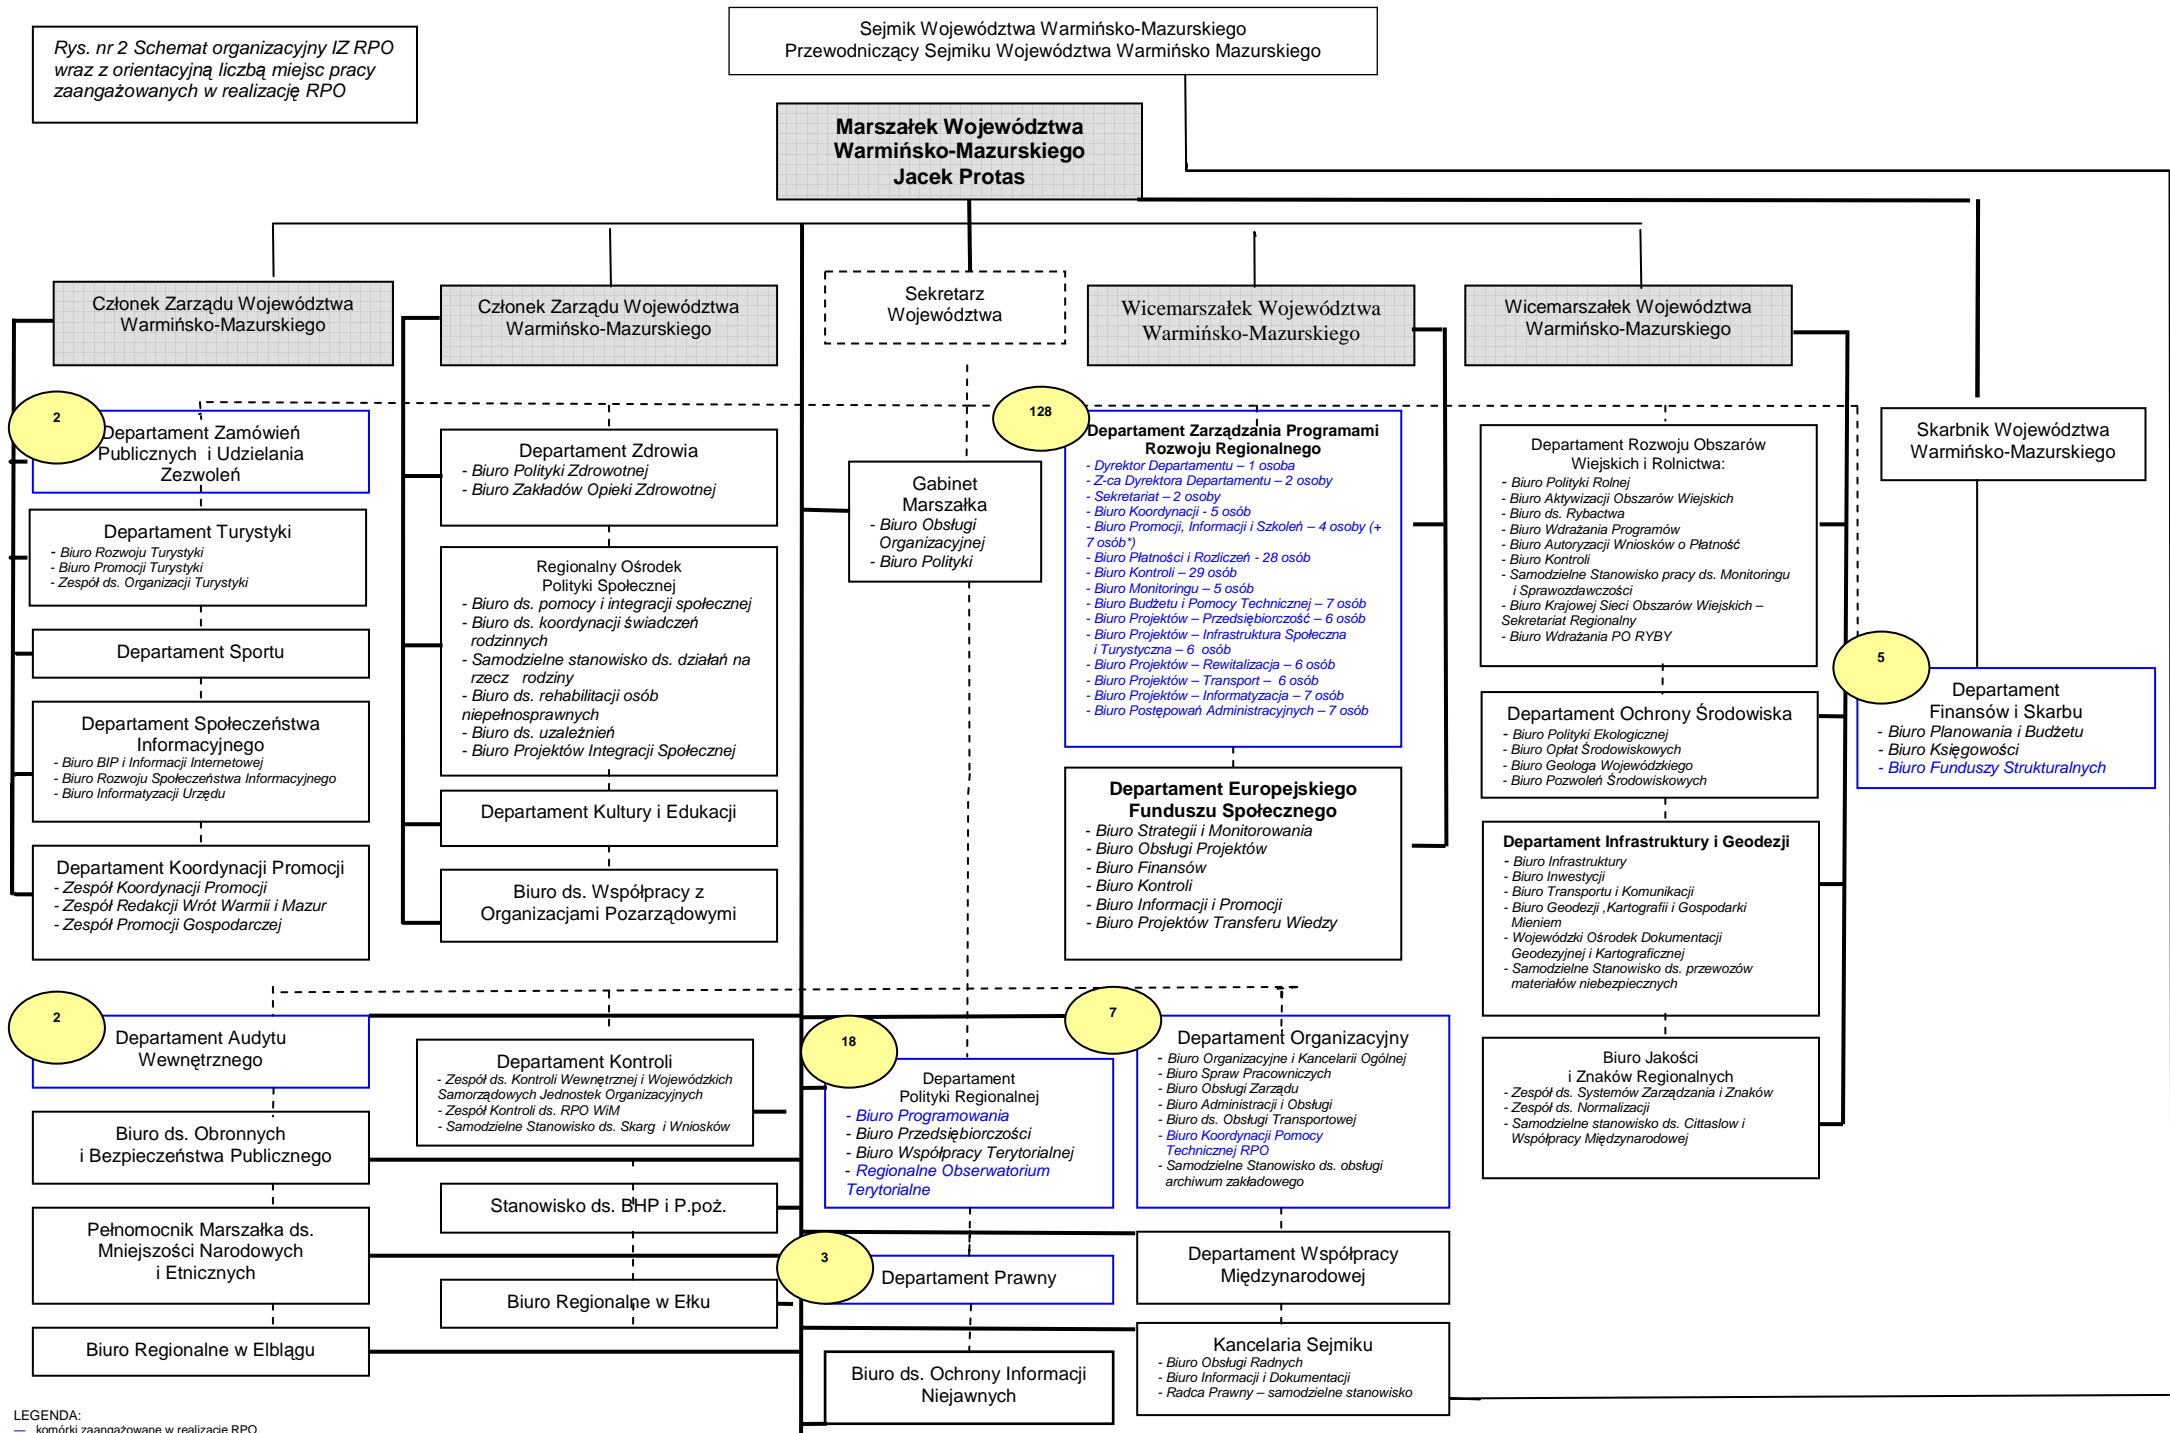 Rys. nr 2 Schemat organizacyjny IZ RPO
wraz z orientacyjną liczbą miejsc pracy
zaangażowanych w realizację RPO
Sejmik Województwa Warmińsko-Mazurskiego
Przewodniczący Sejmiku Województwa Warmińsko Mazurskiego
Marszałek Województwa
Warmińsko-Mazurskiego
Jacek Protas
Członek Zarządu Województwa
Warmińsko-Mazurskiego
Członek Zarządu Województwa
Warmińsko-Mazurskiego
Sekretarz
Województwa
Wicemarszałek Województwa
Warmińsko-Mazurskiego
Wicemarszałek Województwa
Warmińsko-Mazurskiego
Skarbnik Województwa
Warmińsko-Mazurskiego
2
Departament Zamówień
Publicznych i Udzielania
Zezwoleń
Departament Turystyki
- Biuro Rozwoju Turystyki
- Biuro Promocji Turystyki
- Zespół ds. Organizacji Turystyki
Departament Sportu
Departament Społeczeństwa
Informacyjnego
- Biuro BIP i Informacji Internetowej
- Biuro Rozwoju Społeczeństwa Informacyjnego
- Biuro Informatyzacji Urzędu
Departament Koordynacji Promocji
- Zespół Koordynacji Promocji
- Zespół Redakcji Wrót Warmii i Mazur
- Zespół Promocji Gospodarczej
Departament Zdrowia
- Biuro Polityki Zdrowotnej
- Biuro Zakładów Opieki Zdrowotnej
Regionalny Ośrodek
Polityki Społecznej
- Biuro ds. pomocy i integracji społecznej
- Biuro ds. koordynacji świadczeń
rodzinnych
- Samodzielne stanowisko ds. działań na
rzecz rodziny
- Biuro ds. rehabilitacji osób
niepełnosprawnych
- Biuro ds. uzależnień
- Biuro Projektów Integracji Społecznej
Departament Kultury i Edukacji
Biuro ds. Współpracy z
Organizacjami Pozarządowymi
Gabinet
Marszałka
- Biuro Obsługi
Organizacyjnej
- Biuro Polityki
128
Departament Zarządzania Programami
Rozwoju Regionalnego
- Dyrektor Departamentu – 1 osoba
- Z-ca Dyrektora Departamentu – 2 osoby
- Sekretariat – 2 osoby
- Biuro Koordynacji - 5 osób
- Biuro Promocji, Informacji i Szkoleń – 4 osoby (+
7 osób*)
- Biuro Płatności i Rozliczeń - 28 osób
- Biuro Kontroli – 29 osób
- Biuro Monitoringu – 5 osób
- Biuro Budżetu i Pomocy Technicznej – 7 osób
- Biuro Projektów – Przedsiębiorczość – 6 osób
- Biuro Projektów – Infrastruktura Społeczna
i Turystyczna – 6 osób
- Biuro Projektów – Rewitalizacja – 6 osób
- Biuro Projektów – Transport – 6 osób
- Biuro Projektów – Informatyzacja – 7 osób
- Biuro Postępowań Administracyjnych – 7 osób
Departament Europejskiego
Funduszu Społecznego
- Biuro Strategii i Monitorowania
- Biuro Obsługi Projektów
- Biuro Finansów
- Biuro Kontroli
- Biuro Informacji i Promocji
- Biuro Projektów Transferu Wiedzy
Departament Rozwoju Obszarów
Wiejskich i Rolnictwa:
- Biuro Polityki Rolnej
- Biuro Aktywizacji Obszarów Wiejskich
- Biuro ds. Rybactwa
- Biuro Wdrażania Programów
- Biuro Autoryzacji Wniosków o Płatność
- Biuro Kontroli
- Samodzielne Stanowisko pracy ds. Monitoringu
i Sprawozdawczości
- Biuro Krajowej Sieci Obszarów Wiejskich –
Sekretariat Regionalny
- Biuro Wdrażania PO RYBY
Departament Ochrony Środowiska
- Biuro Polityki Ekologicznej
- Biuro Opłat Środowiskowych
- Biuro Geologa Wojewódzkiego
- Biuro Pozwoleń Środowiskowych
Departament Infrastruktury i Geodezji
- Biuro Infrastruktury
- Biuro Inwestycji
- Biuro Transportu i Komunikacji
- Biuro Geodezji ,Kartografii i Gospodarki
Mieniem
- Wojewódzki Ośrodek Dokumentacji
Geodezyjnej i Kartograficznej
- Samodzielne Stanowisko ds. przewozów
materiałów niebezpiecznych
Biuro Jakości
i Znaków Regionalnych
- Zespół ds. Systemów Zarządzania i Znaków
- Zespół ds. Normalizacji
- Samodzielne stanowisko ds. Cittaslow i
Współpracy Międzynarodowej
5
Departament
Finansów i Skarbu
- Biuro Planowania i Budżetu
- Biuro Księgowości
- Biuro Funduszy Strukturalnych
2
Departament Audytu
Wewnętrznego
Biuro ds. Obronnych
i Bezpieczeństwa Publicznego
Pełnomocnik Marszałka ds.
Mniejszości Narodowych
i Etnicznych
Biuro Regionalne w Elblągu
Departament Kontroli
- Zespół ds. Kontroli Wewnętrznej i Wojewódzkich
Samorządowych Jednostek Organizacyjnych
- Zespół Kontroli ds. RPO WiM
- Samodzielne Stanowisko ds. Skarg i Wniosków
Stanowisko ds. BHP i P.poż.
Biuro Regionalne w Ełku
18
Departament
Polityki Regionalnej
- Biuro Programowania
- Biuro Przedsiębiorczości
- Biuro Współpracy Terytorialnej
- Regionalne Obserwatorium
Terytorialne
3
Departament Prawny
Biuro ds. Ochrony Informacji
Niejawnych
7
Departament Organizacyjny
- Biuro Organizacyjne i Kancelarii Ogólnej
- Biuro Spraw Pracowniczych
- Biuro Obsługi Zarządu
- Biuro Administracji i Obsługi
- Biuro ds. Obsługi Transportowej
- Biuro Koordynacji Pomocy
Technicznej RPO
- Samodzielne Stanowisko ds. obsługi
archiwum zakładowego
Departament Współpracy
Międzynarodowej
Kancelaria Sejmiku
- Biuro Obsługi Radnych
- Biuro Informacji i Dokumentacji
- Radca Prawny – samodzielne stanowisko
LEGENDA:
komórki zaangażowane w realizację RPO